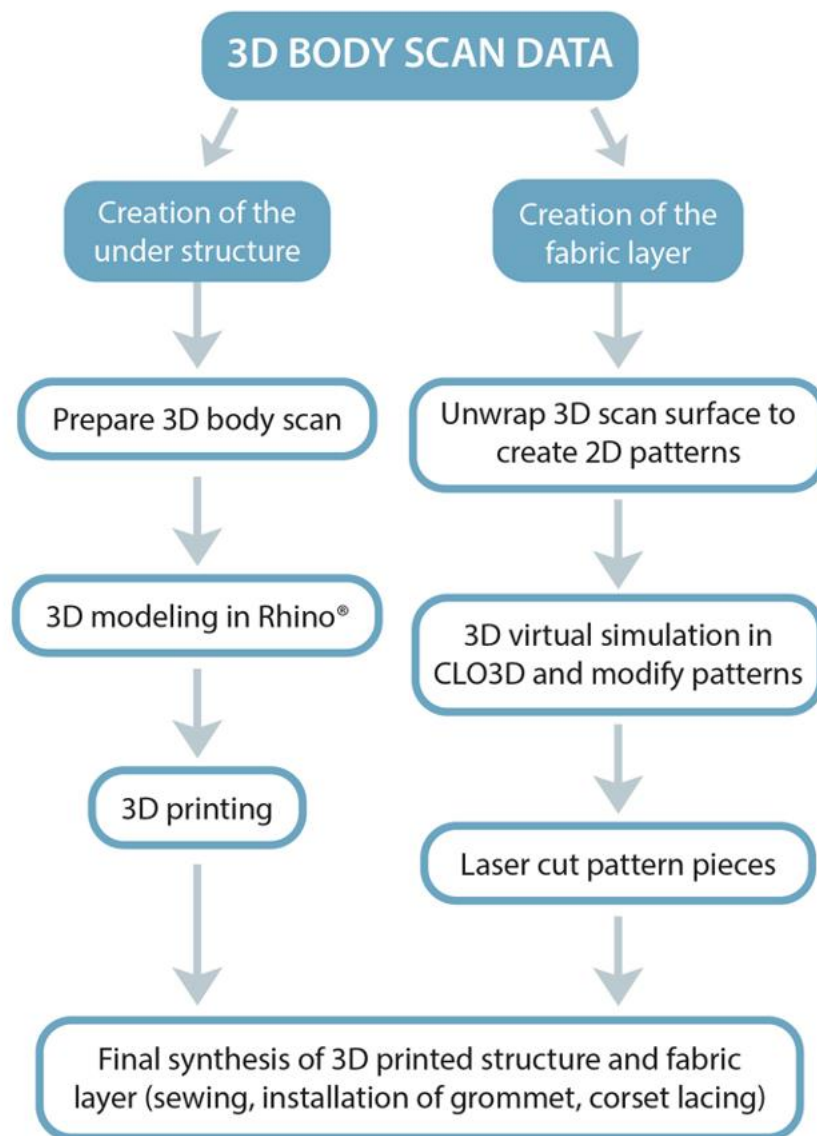 3D BODY SCAN DATA
Creation of the
under structure
Creation of the
fabric layer
Prepare 3D body scan
Unwrap 3D scan surface to
create 2D patterns
3D modeling in Rhino®
3D virtual simulation in
CLO3D and modify patterns
3D printing
Laser cut pattern pieces
Final synthesis of 3D printed structure and fabric
layer (sewing, installation of grommet, corset lacing)